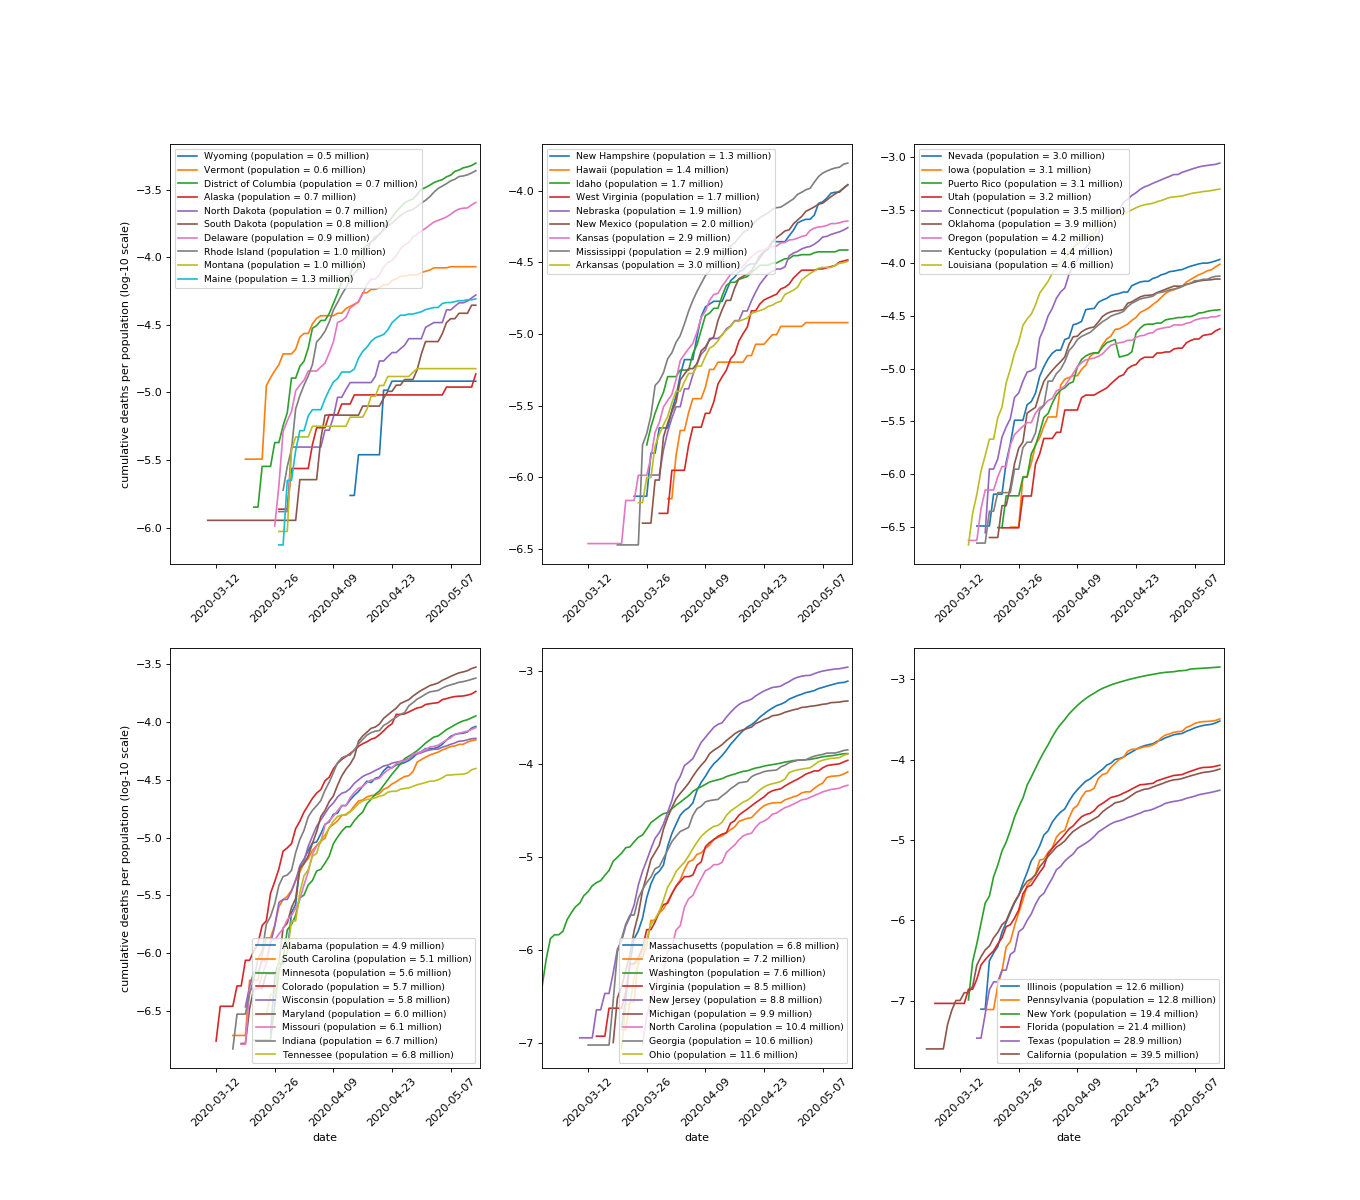 cumulative deaths per population (log-10 scale)
−3.5
−4.0
−4.5
−5.0
−5.5
−6.0
Wyoming (population = 0.5 million)
Vermont (population = 0.6 million)
District of Columbia (population = 0.7 million)
Alaska (population = 0.7 million)
North Dakota (population = 0.7 million)
South Dakota (population = 0.8 million)
Delaware (population = 0.9 million)
Rhode Island (population = 1.0 million)
Montana (population = 1.0 million)
Maine (population = 1.3 million)
2020-03-12
2020-03-26
2020-04-09
2020-04-23
2020-05-07
−4.0
−4.5
−5.0
−5.5
−6.0
−6.5
New Hampshire (population = 1.3 million)
Hawaii (population = 1.4 million)
Idaho (population = 1.7 million)
West Virginia (population = 1.7 million)
Nebraska (population = 1.9 million)
New Mexico (population = 2.0 million)
Kansas (population = 2.9 million)
Mississippi (population = 2.9 million)
Arkansas (population = 3.0 million)
2020-03-12
2020-03-26
2020-04-09
2020-04-23
2020-05-07
−3.0
−3.5
−4.0
−4.5
−5.0
−5.5
−6.0
−6.5
Nevada (population = 3.0 million)
Iowa (population = 3.1 million)
Puerto Rico (population = 3.1 million)
Utah (population = 3.2 million)
Connecticut (population = 3.5 million)
Oklahoma (population = 3.9 million)
Oregon (population = 4.2 million)
Kentucky (population = 4.4 million)
Louisiana (population = 4.6 million)
2020-03-12
2020-03-26
2020-04-09
2020-04-23
2020-05-07
cumulative deaths per population (log-10 scale)
−3.5
−4.0
−4.5
−5.0
−5.5
−6.0
−6.5
Alabama (population = 4.9 million)
South Carolina (population = 5.1 million)
Minnesota (population = 5.6 million)
Colorado (population = 5.7 million)
Wisconsin (population = 5.8 million)
Maryland (population = 6.0 million)
Missouri (population = 6.1 million)
Indiana (population = 6.7 million)
Tennessee (population = 6.8 million)
2020-03-12
2020-03-26
2020-04-09
2020-04-23
2020-05-07
date
−3
−4
−5
−6
−7
Massachusetts (population = 6.8 million)
Arizona (population = 7.2 million)
Washington (population = 7.6 million)
Virginia (population = 8.5 million)
New Jersey (population = 8.8 million)
Michigan (population = 9.9 million)
North Carolina (population = 10.4 million)
Georgia (population = 10.6 million)
Ohio (population = 11.6 million)
2020-03-12
2020-03-26
2020-04-09
2020-04-23
2020-05-07
date
−3
−4
−5
−6
−7
Illinois (population = 12.6 million)
Pennsylvania (population = 12.8 million)
New York (population = 19.4 million)
Florida (population = 21.4 million)
Texas (population = 28.9 million)
California (population = 39.5 million)
2020-03-12
2020-03-26
2020-04-09
2020-04-23
2020-05-07
date